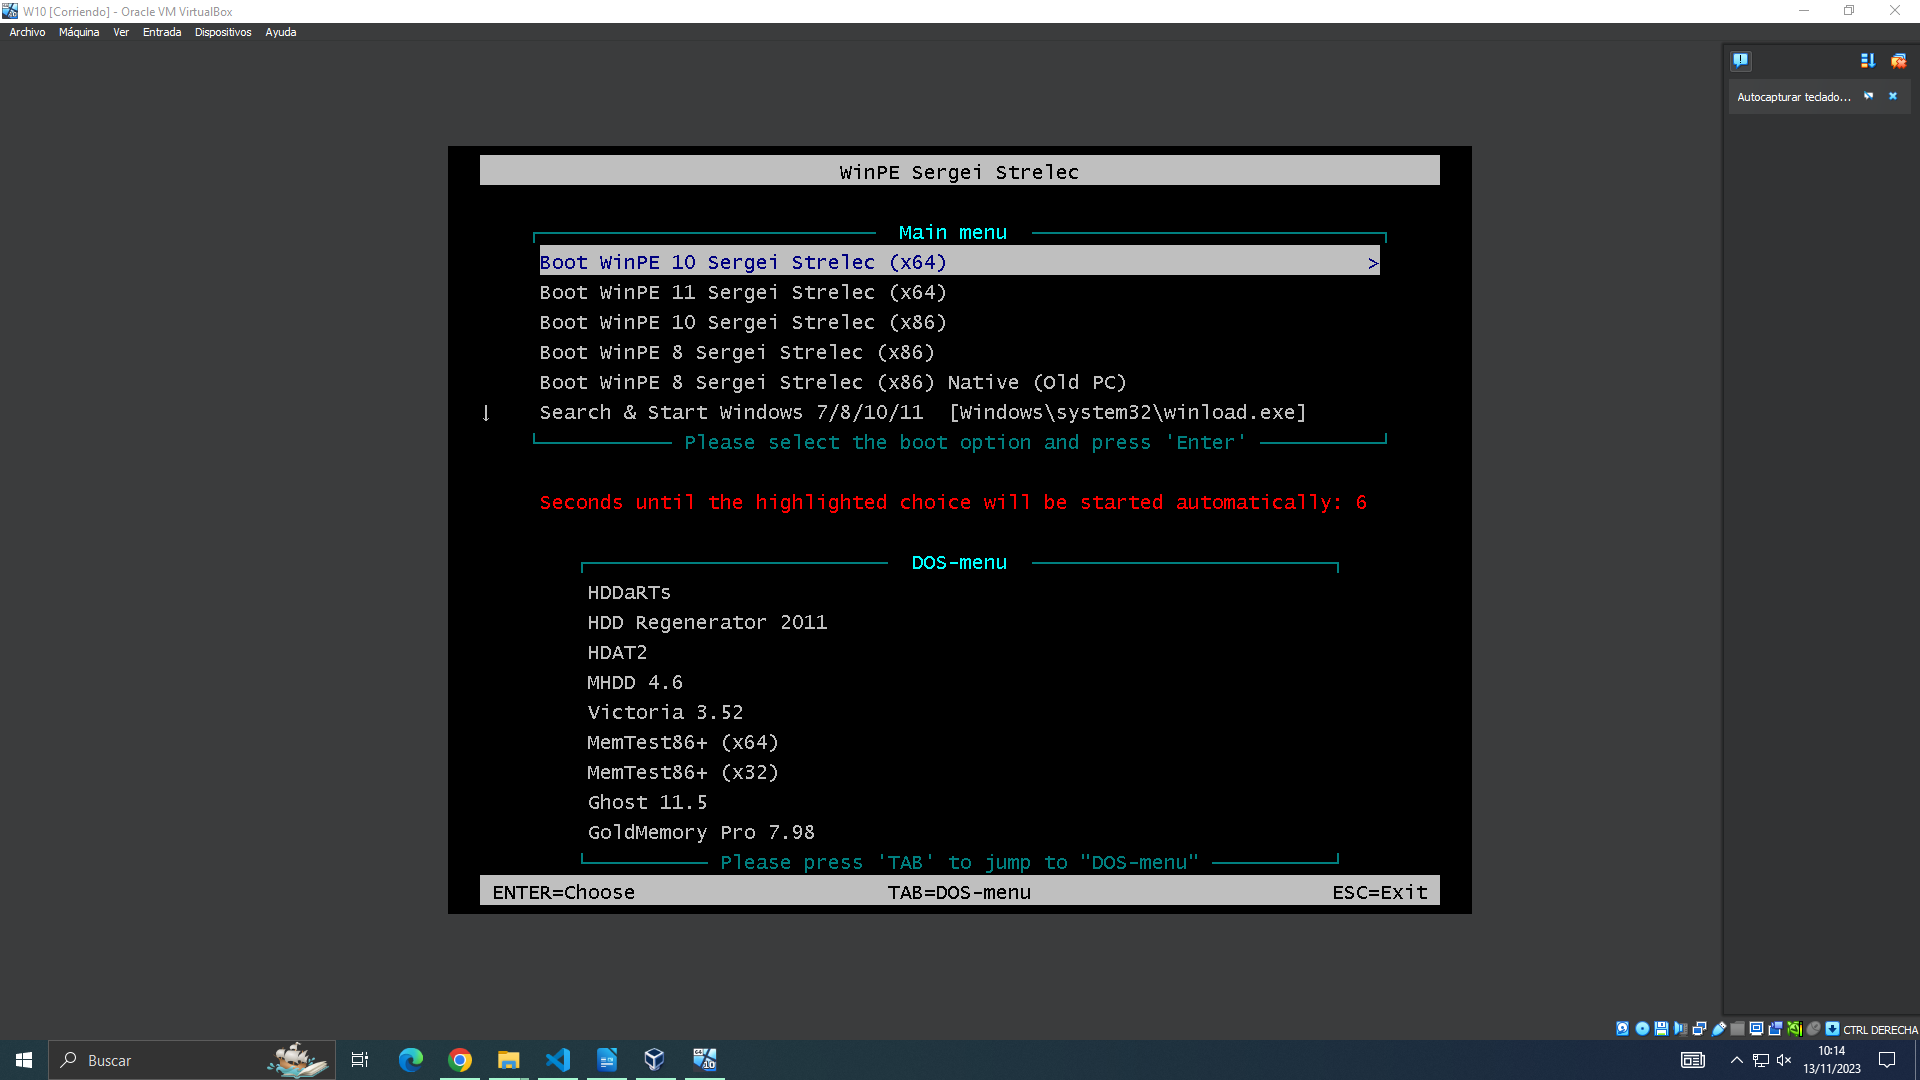 W10 [Corriendo] - Oracle VM VirtualBox
Archivo Máquina Ver Entrada Dispositivos Ayuda
Autocapturar teclado...
WinPE Sergei Strelec
Main menu
Boot WinPE 10 Sergei Strelec (x64) >
Boot WinPE 11 Sergei Strelec (x64)
Boot WinPE 10 Sergei Strelec (x86)
Boot WinPE 8 Sergei Strelec (x86)
Boot WinPE 8 Sergei Strelec (x86) Native (Old PC)
↓ Search & Start Windows 7/8/10/11 [Windows\system32\winload.exe]
Please select the boot option and press 'Enter'
Seconds until the highlighted choice will be started automatically: 6
DOS-menu
HDDaRTs
HDD Regenerator 2011
HDAT2
MHDD 4.6
Victoria 3.52
MemTest86+ (x64)
MemTest86+ (x32)
Ghost 11.5
GoldMemory Pro 7.98
Please press 'TAB' to jump to "DOS-menu"
ENTER=Choose TAB=DOS-menu ESC=Exit
CTRL DERECHA
Buscar
10:14
13/11/2023